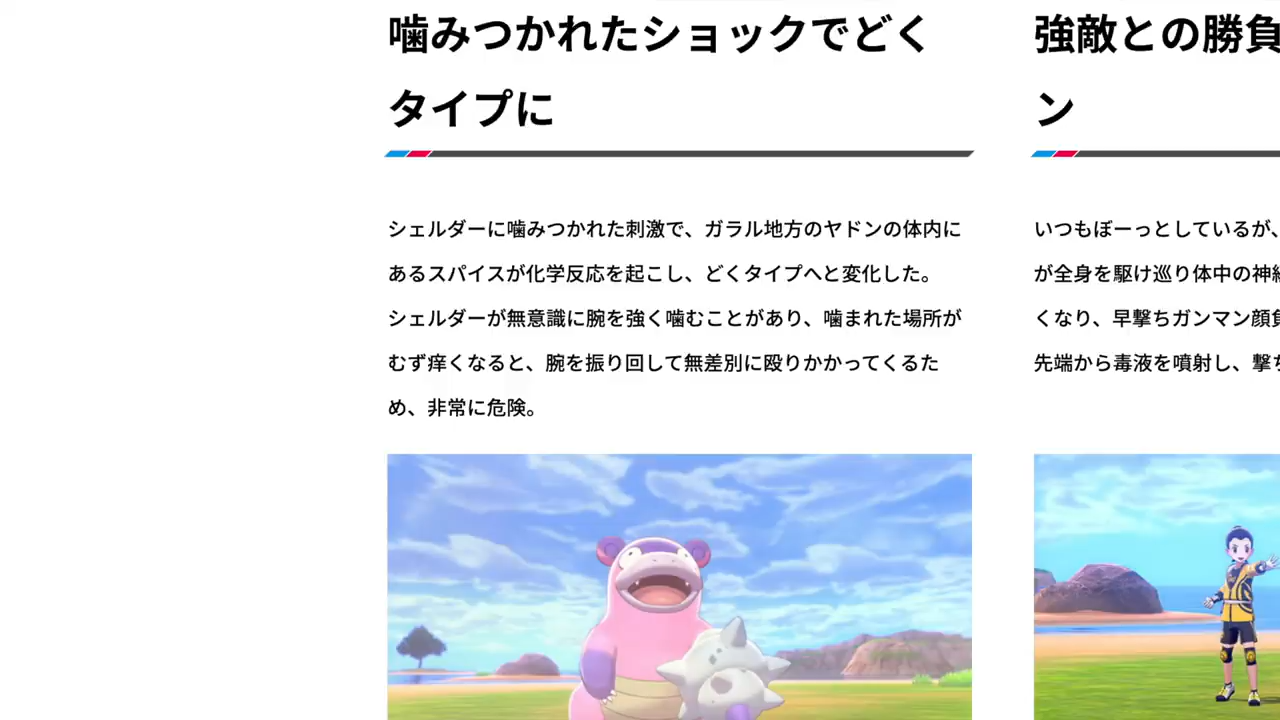 噛みつかれたショックでどく
タイプに
シェルダーに噛みつかれた刺激で、ガラル地方のヤドンの体内に
あるスパイスが化学反応を起こし、どくタイプへと変化した。
シェルダーが無意識に腕を強く噛むことがあり、噛まれた場所が
むず痒くなると、腕を振り回して無差別に殴りかかってくるた
め、非常に危険。
強敵との勝負
ン
いつもぼーっとしているが、
が全身を駆け巡り体中の神経
くなり、早撃ちガンマン顔負
先端から毒液を噴射し、撃ち